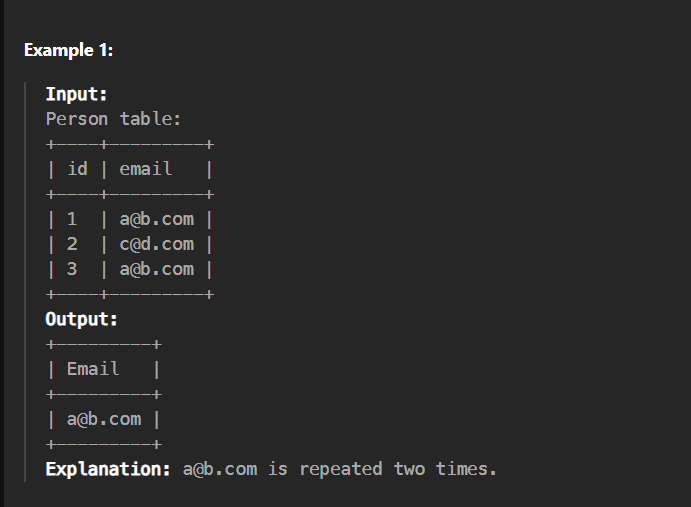 Example 1:
Input:
Person table:
+----+---------+
| id | email   |
+----+---------+
| 1  | a@b.com |
| 2  | c@d.com |
| 3  | a@b.com |
+----+---------+
Output:
+---------+
| Email   |
+---------+
| a@b.com |
+---------+
Explanation: a@b.com is repeated two times.